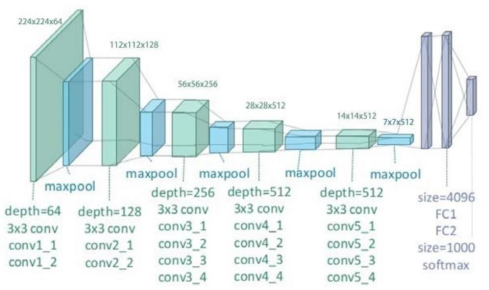 224x224x64
112x112x128
56x56x256
28x28x512
14x14x512
7x7x512
maxpool
maxpool
maxpool
maxpool
maxpool
depth=64
3x3 conv
conv1_1
conv1_2
depth=128
3x3 conv
conv2_1
conv2_2
depth=256
3x3 conv
conv3_1
conv3_2
conv3_3
conv3_4
depth=512
3x3 conv
conv4_1
conv4_2
conv4_3
conv4_4
depth=512
3x3 conv
conv5_1
conv5_2
conv5_3
conv5_4
size=4096
FC1
FC2
size=1000
softmax